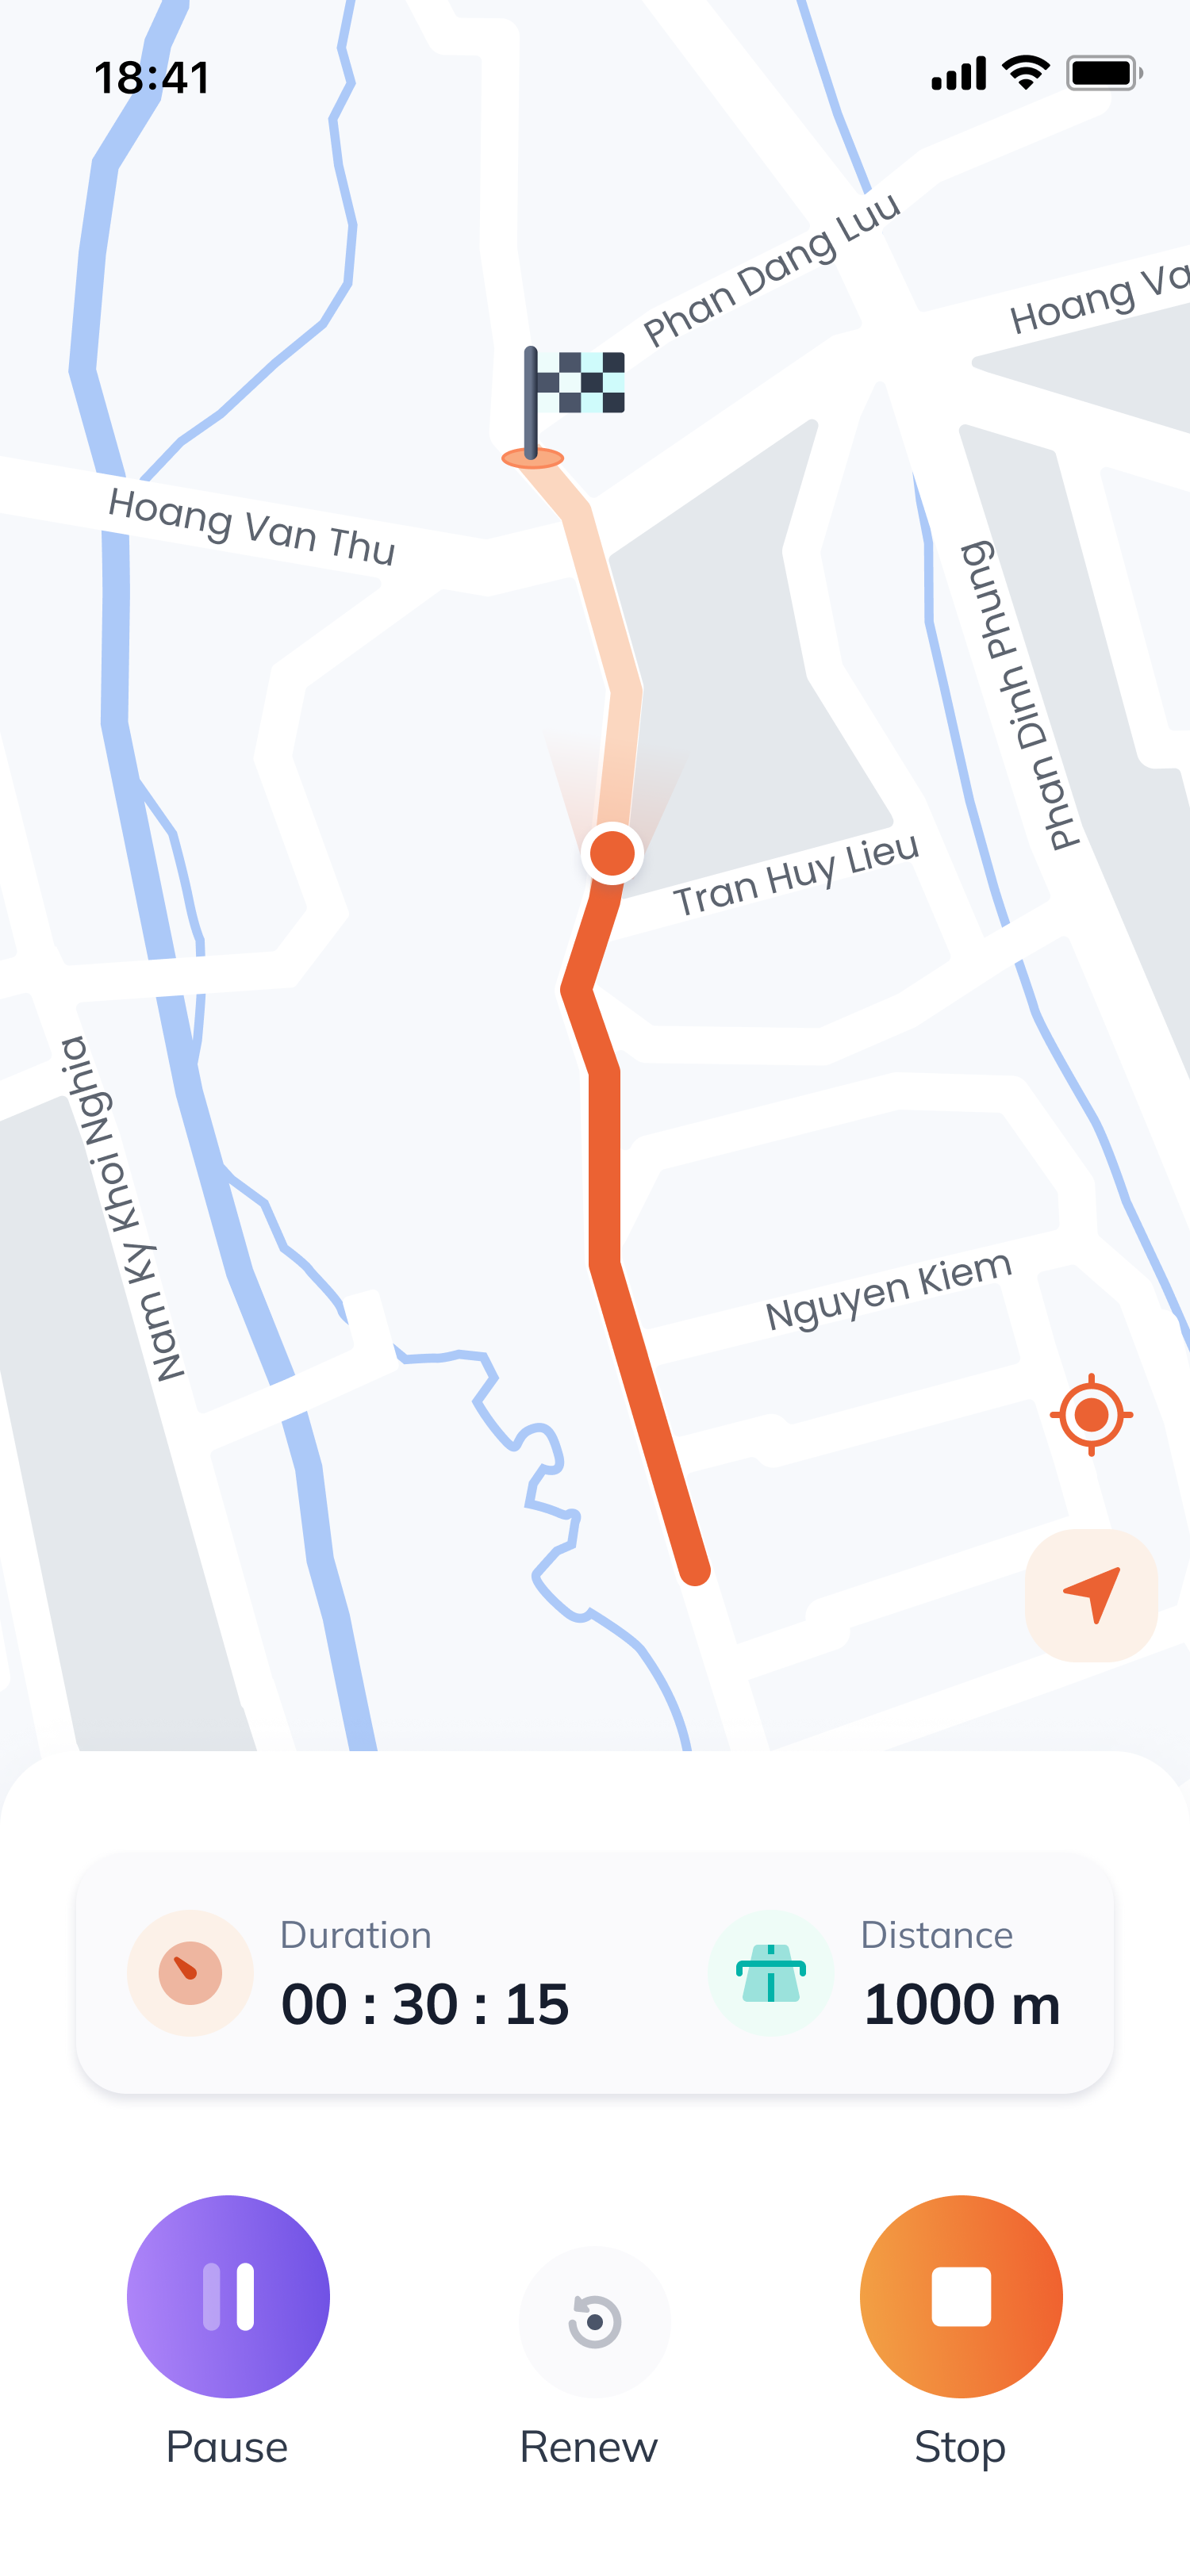 18:41
Phan Dang Luu
Hoang Va
Hoang Van Thu
Phan Dinh Phung
Tran Huy Lieu
Nam Ky Khoi Nghia
Nguyen Kiem
Duration
00 : 30 : 15
Distance
1000 m
Pause
Renew
Stop